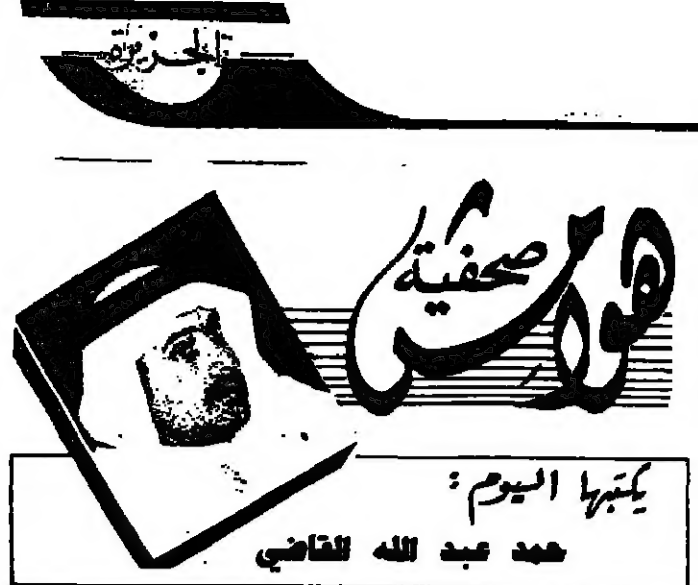 الجزيرة
هوامش
صحفية
يكتبها اليوم :
حمد عبد الله القاضي